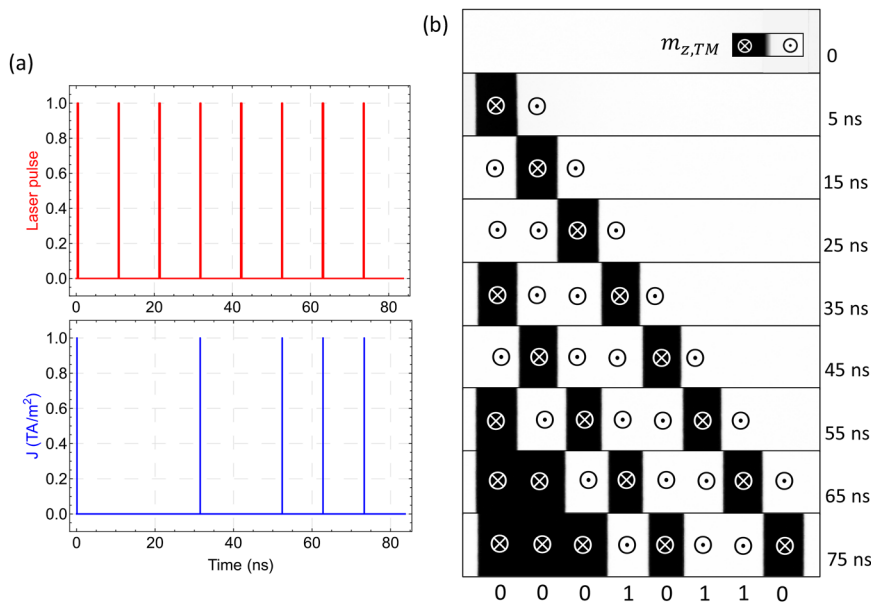 (a)
1.0
0.8
0.6
0.4
0.2
0.0
Laser pulse
0 20 40 60 80
1.0
0.8
0.6
0.4
0.2
0.0
J (TA/m²)
0 20 40 60 80
Time (ns)
(b)
m_{z,TM} ⊗ ⊙
0
⊗ ⊙
5 ns
⊙ ⊗ ⊙
15 ns
⊙ ⊙ ⊗ ⊙
25 ns
⊗ ⊙ ⊙ ⊗ ⊙
35 ns
⊙ ⊗ ⊙ ⊙ ⊗ ⊙
45 ns
⊗ ⊙ ⊗ ⊙ ⊙ ⊗ ⊙
55 ns
⊗ ⊗ ⊙ ⊗ ⊙ ⊙ ⊗ ⊙
65 ns
⊗ ⊗ ⊗ ⊙ ⊗ ⊙ ⊙ ⊗
75 ns
0 0 0 1 0 1 1 0